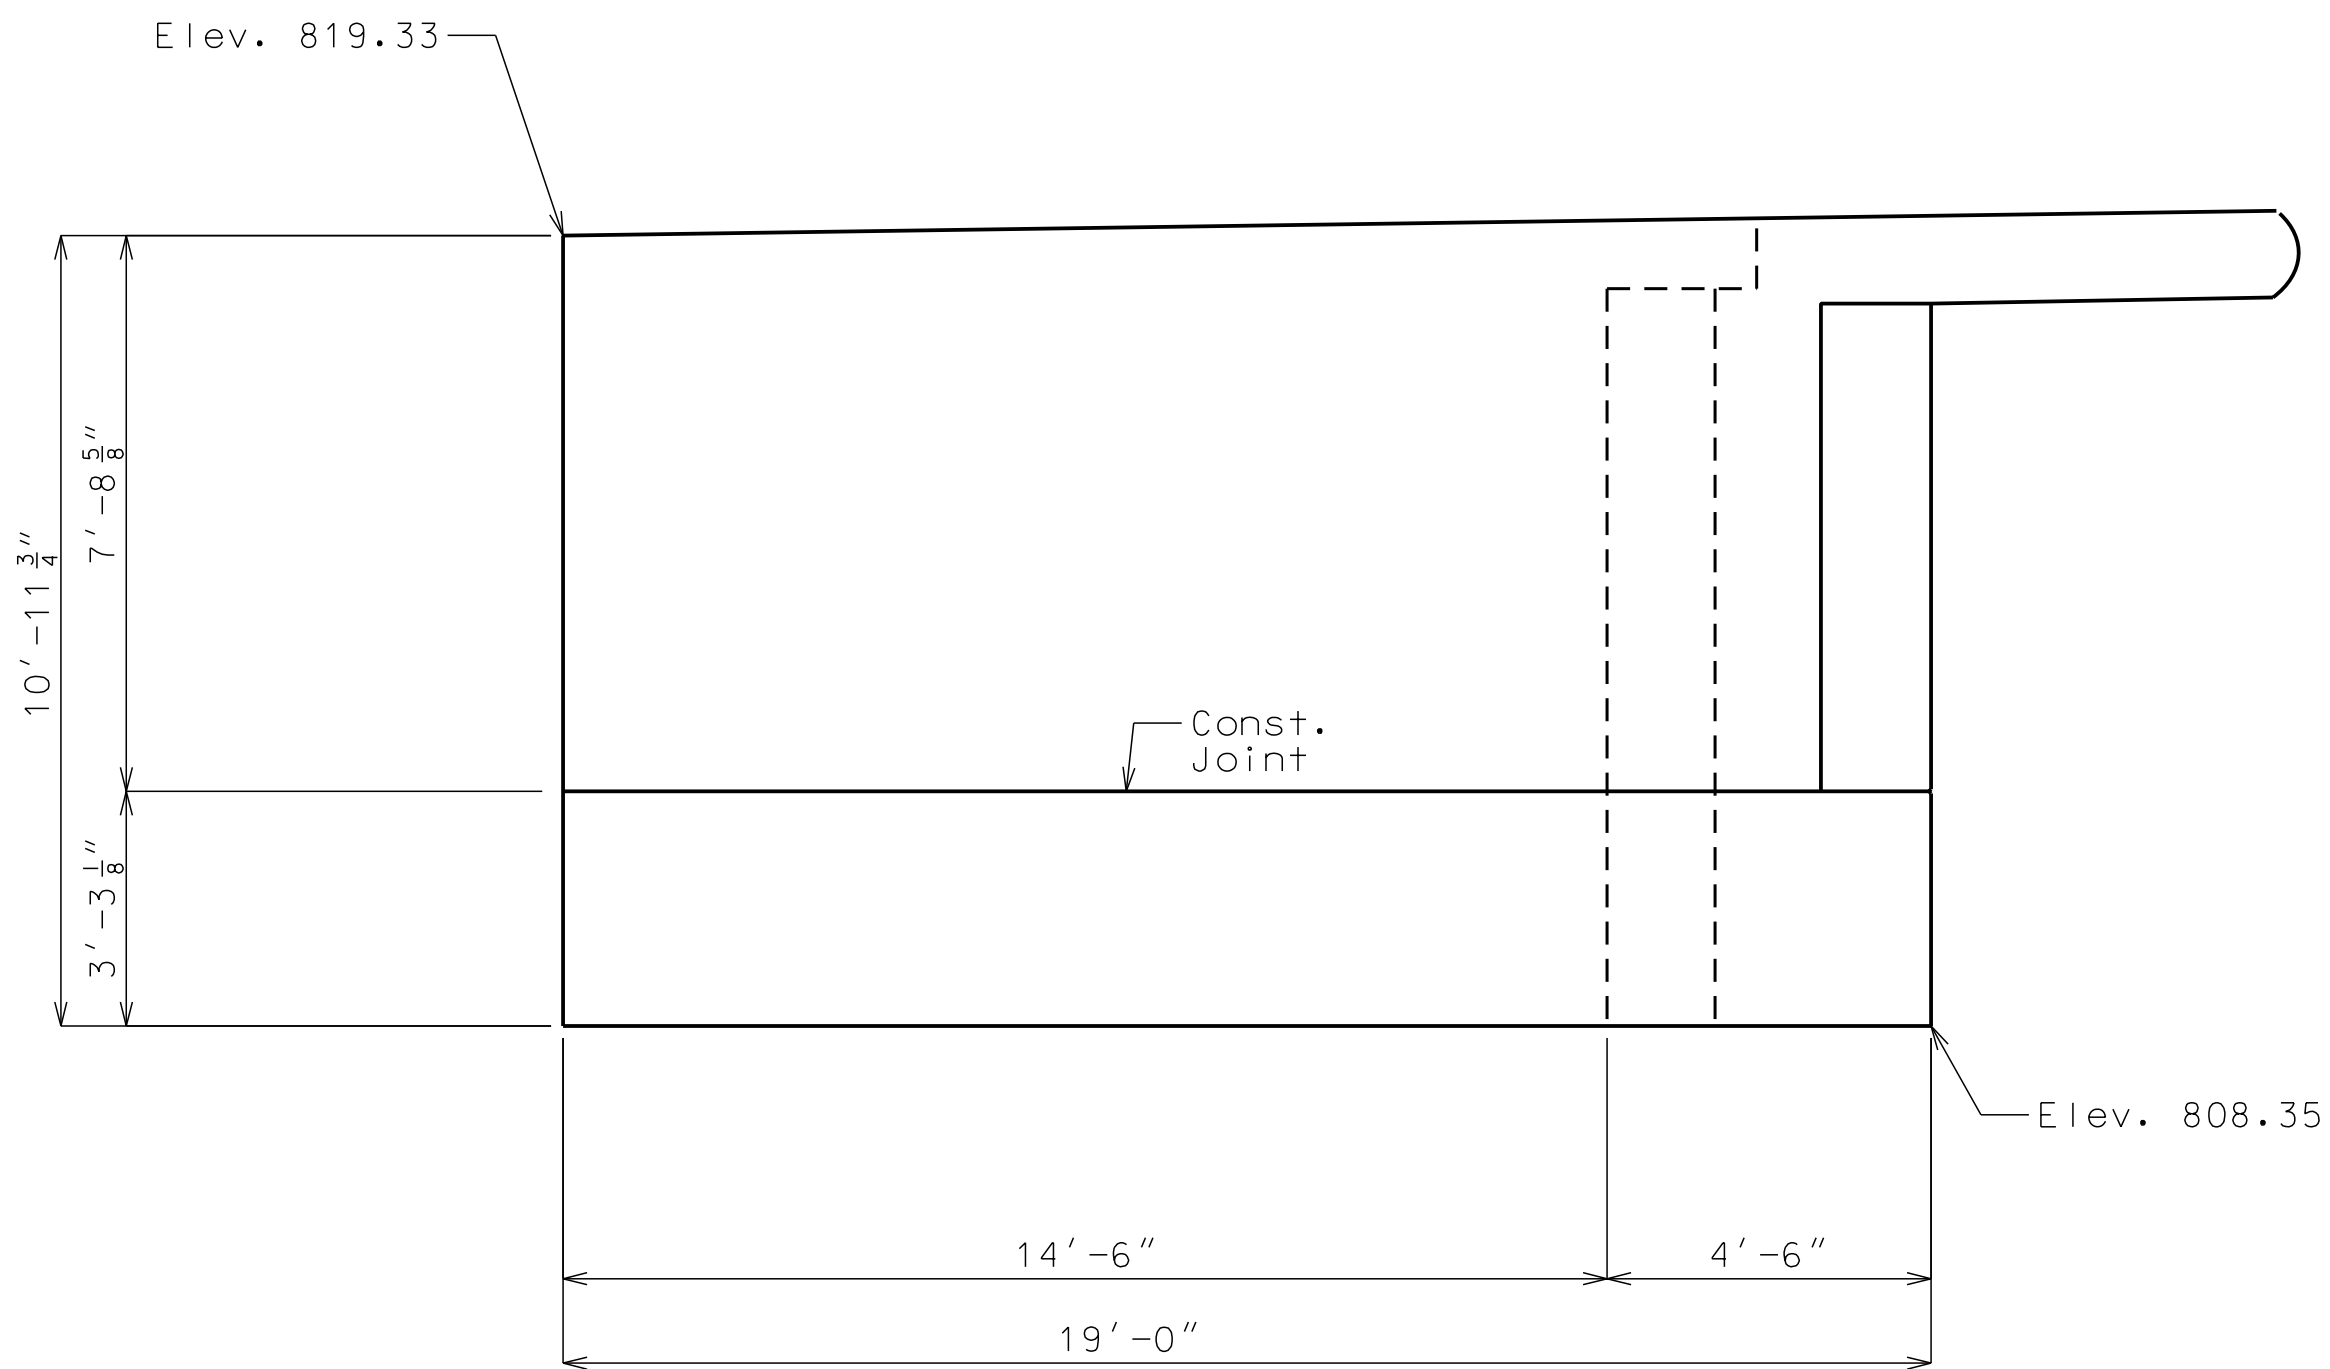 Elev. 819.33
10'-11 3/4"
7'-8 5/8"
Const.
Joint
3'-3 1/8"
Elev. 808.35
14'-6"
4'-6"
19'-0"